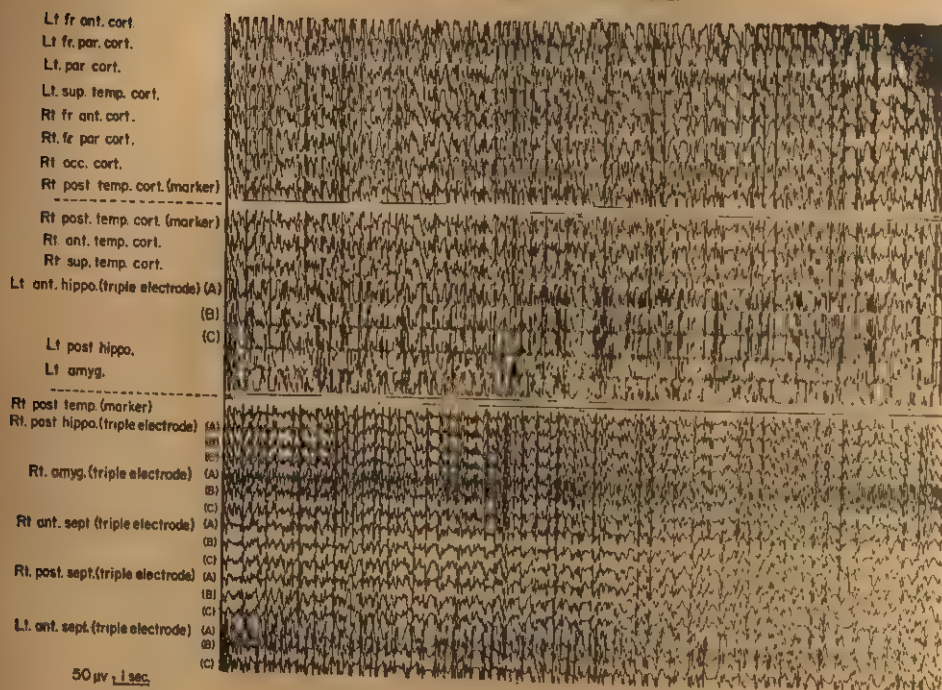 Lt fr ant. cort.
Lt fr. par. cort.
Lt. par cort.
Lt. sup. temp. cort.
Rt fr ant. cort.
Rt. fr par cort.
Rt occ. cort.
Rt post temp. cort. (marker)
Rt post. temp. cort. (marker)
Rt. ant. temp cort.
Rt sup. temp. cort.
Lt ant. hippo. (triple electrode) (A)
(B)
(C)
Lt post hippo.
Lt amyg.
Rt post temp. (marker)
Rt. post hippo. (triple electrode) (A)
Rt. amyg. (triple electrode) (A)
(B)
(C)
Rt ant. sept (triple electrode) (A)
(B)
(C)
Rt. post. sept. (triple electrode) (A)
(B)
(C)
Lt. ant. sept. (triple electrode) (A)
(B)
(C)
50 μv 1 sec.